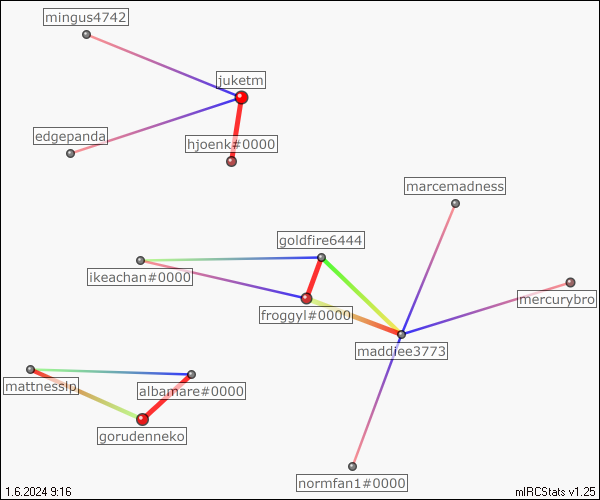 mingus4742
juketm
edgepanda
hjoenk#0000
marcemadness
goldfire6444
ikeachan#0000
mercurybro
froggyl#0000
maddiee3773
mattnesslp
albamare#0000
gorudenneko
normfan1#0000
1.6.2024 9:16
mIRCStats v1.25